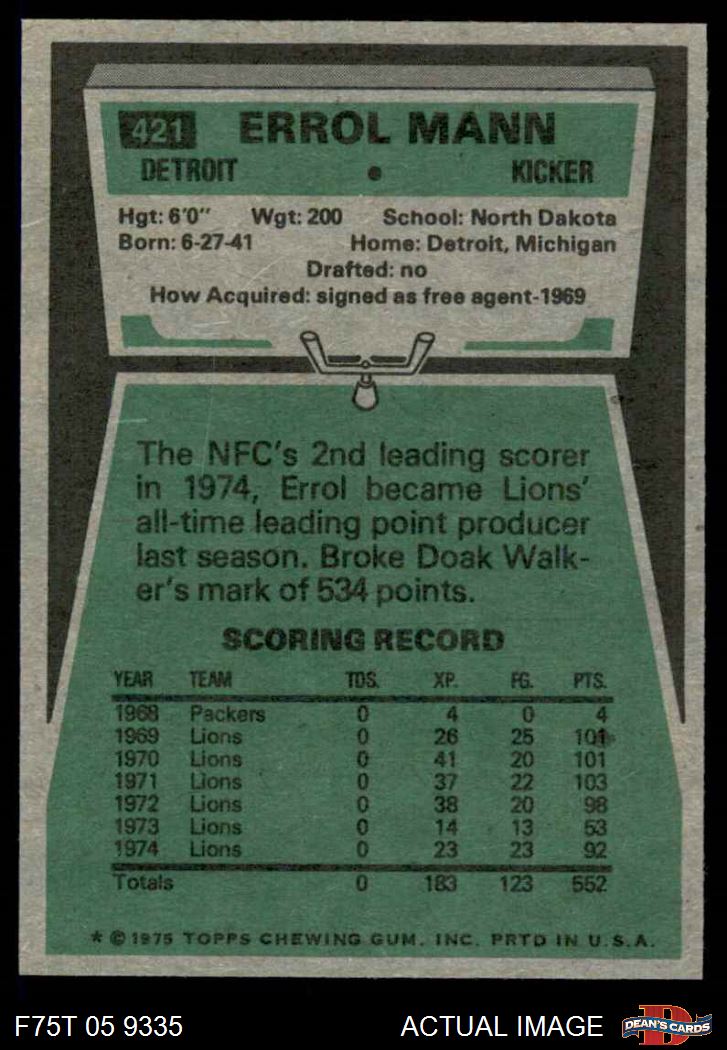 421 ERROL MANN
DETROIT • KICKER
Hgt: 6'0" Wgt: 200 School: North Dakota
Born: 6-27-41 Home: Detroit, Michigan
Drafted: no
How Acquired: signed as free agent-1969
The NFC's 2nd leading scorer
in 1974, Errol became Lions'
all-time leading point producer
last season. Broke Doak Walk-
er's mark of 534 points.
SCORING RECORD
YEAR TEAM TDS. XP. FG. PTS.
1968 Packers 0 4 0 4
1969 Lions 0 26 25 101
1970 Lions 0 41 20 101
1971 Lions 0 37 22 103
1972 Lions 0 38 20 98
1973 Lions 0 14 13 53
1974 Lions 0 23 23 92
Totals 0 183 123 552
* © 1975 TOPPS CHEWING GUM, INC. PRTD IN U.S.A.
F75T 05 9335 ACTUAL IMAGE D DEAN'S CARDS